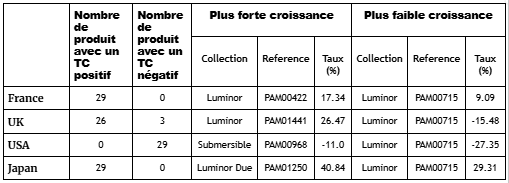 Nombre de produit avec un TC positif | Nombre de produit avec un TC négatif | Plus forte croissance | Plus faible croissance
Collection | Reference | Taux (%) | Collection | Reference | Taux (%)
France | 29 | 0 | Luminor | PAM00422 | 17.34 | Luminor | PAM00715 | 9.09
UK | 26 | 3 | Luminor | PAM01441 | 26.47 | Luminor | PAM00715 | -15.48
USA | 0 | 29 | Submersible | PAM00968 | -11.0 | Luminor | PAM00715 | -27.35
Japan | 29 | 0 | Luminor Due | PAM01250 | 40.84 | Luminor | PAM00715 | 29.31